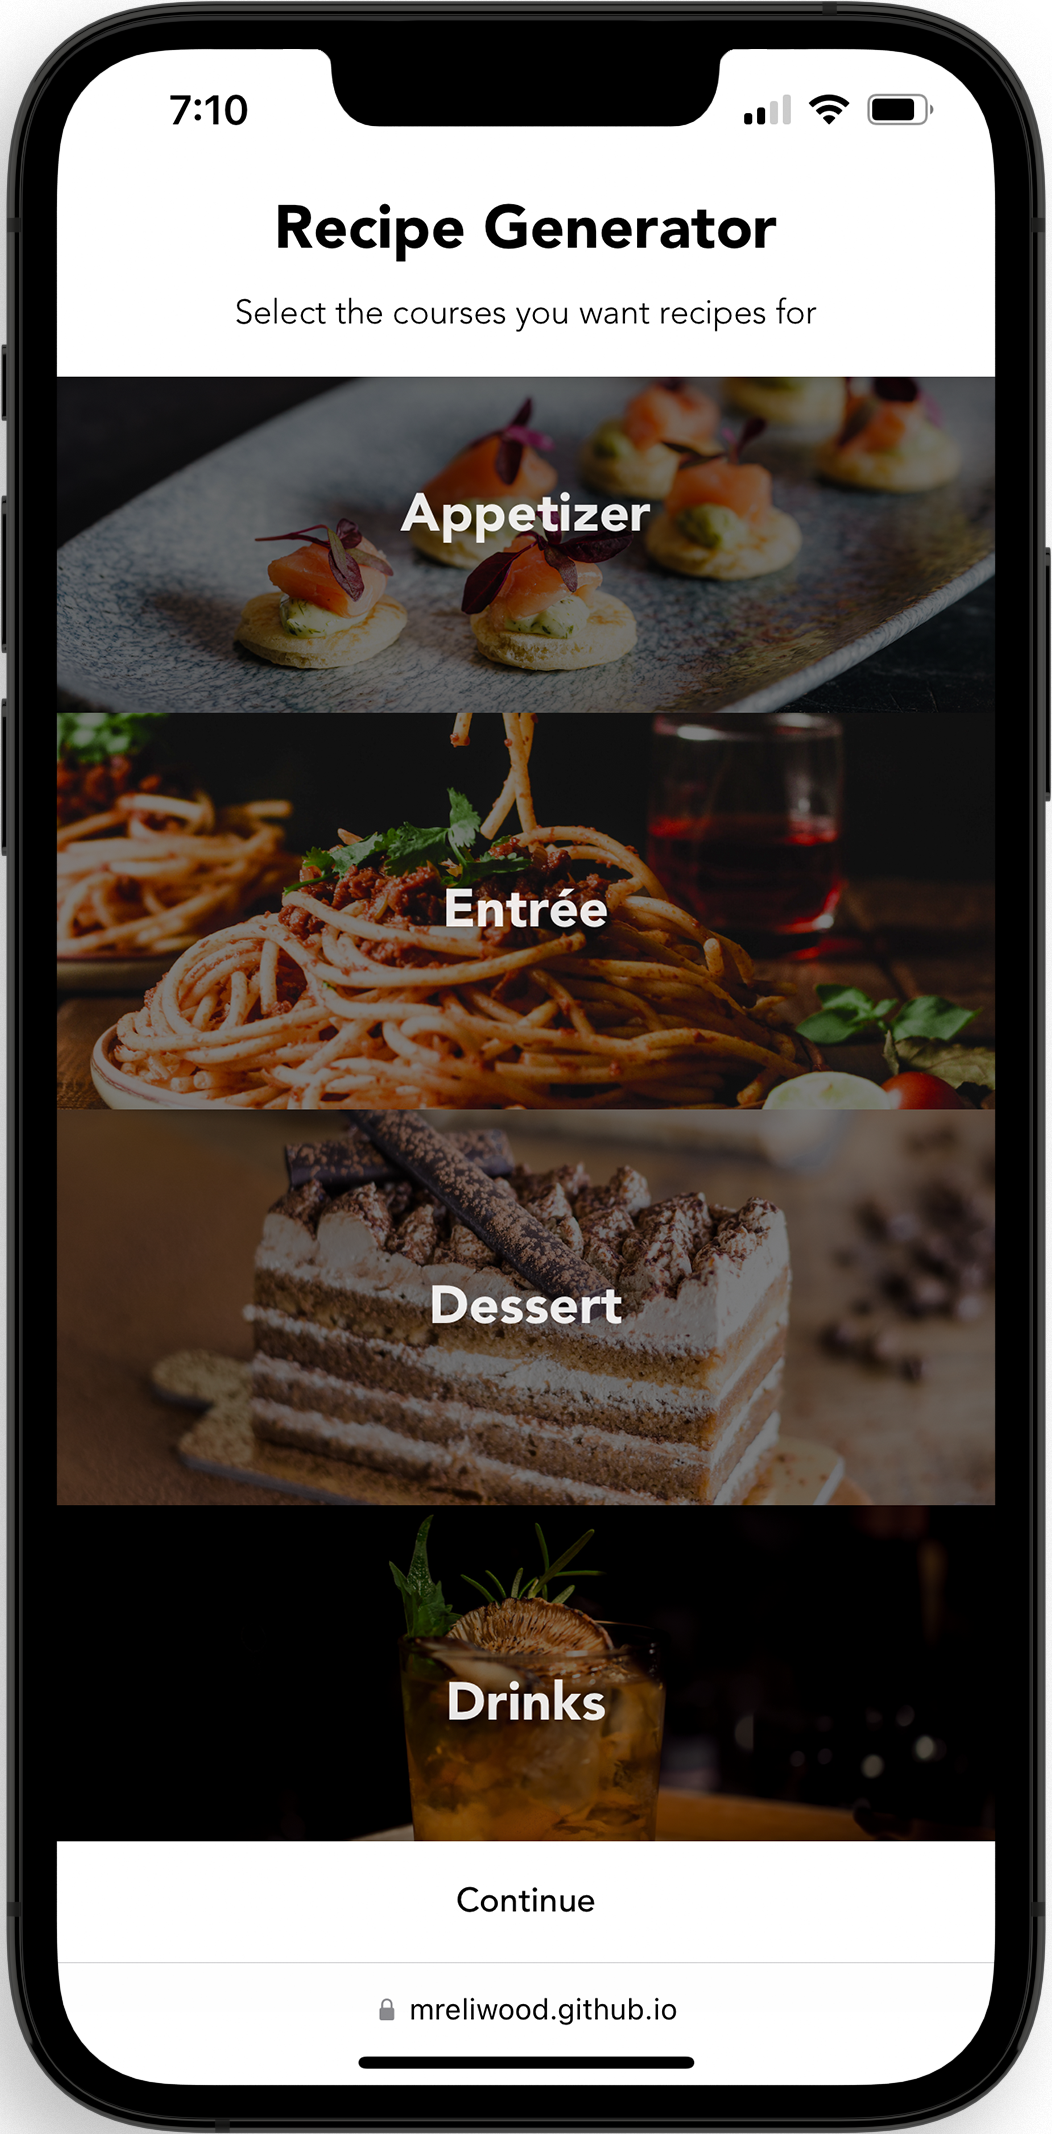 7:10
Recipe Generator
Select the courses you want recipes for
Appetizer
Entrée
Dessert
Drinks
Continue
mreliwood.github.io